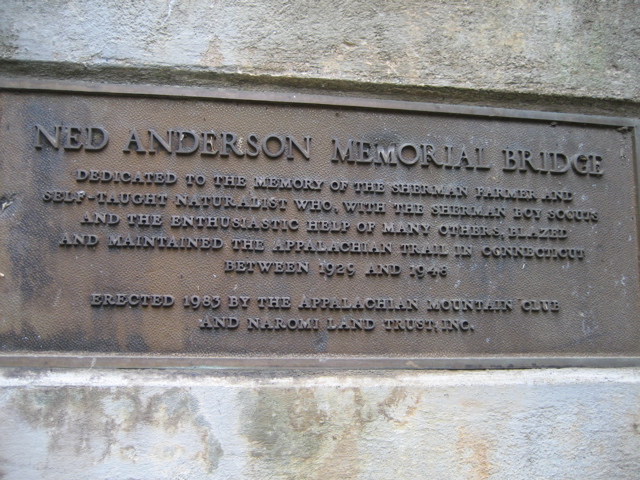 NED ANDERSON MEMORIAL BRIDGE
DEDICATED TO THE MEMORY OF THE SHERMAN FARMER AND
SELF-TAUGHT NATURALIST WHO, WITH THE SHERMAN BOY SCOUTS
AND THE ENTHUSIASTIC HELP OF MANY OTHERS, BLAZED
AND MAINTAINED THE APPALACHIAN TRAIL IN CONNECTICUT
BETWEEN 1929 AND 1948
ERECTED 1983 BY THE APPALACHIAN MOUNTAIN CLUB
AND NAROMI LAND TRUST, INC.